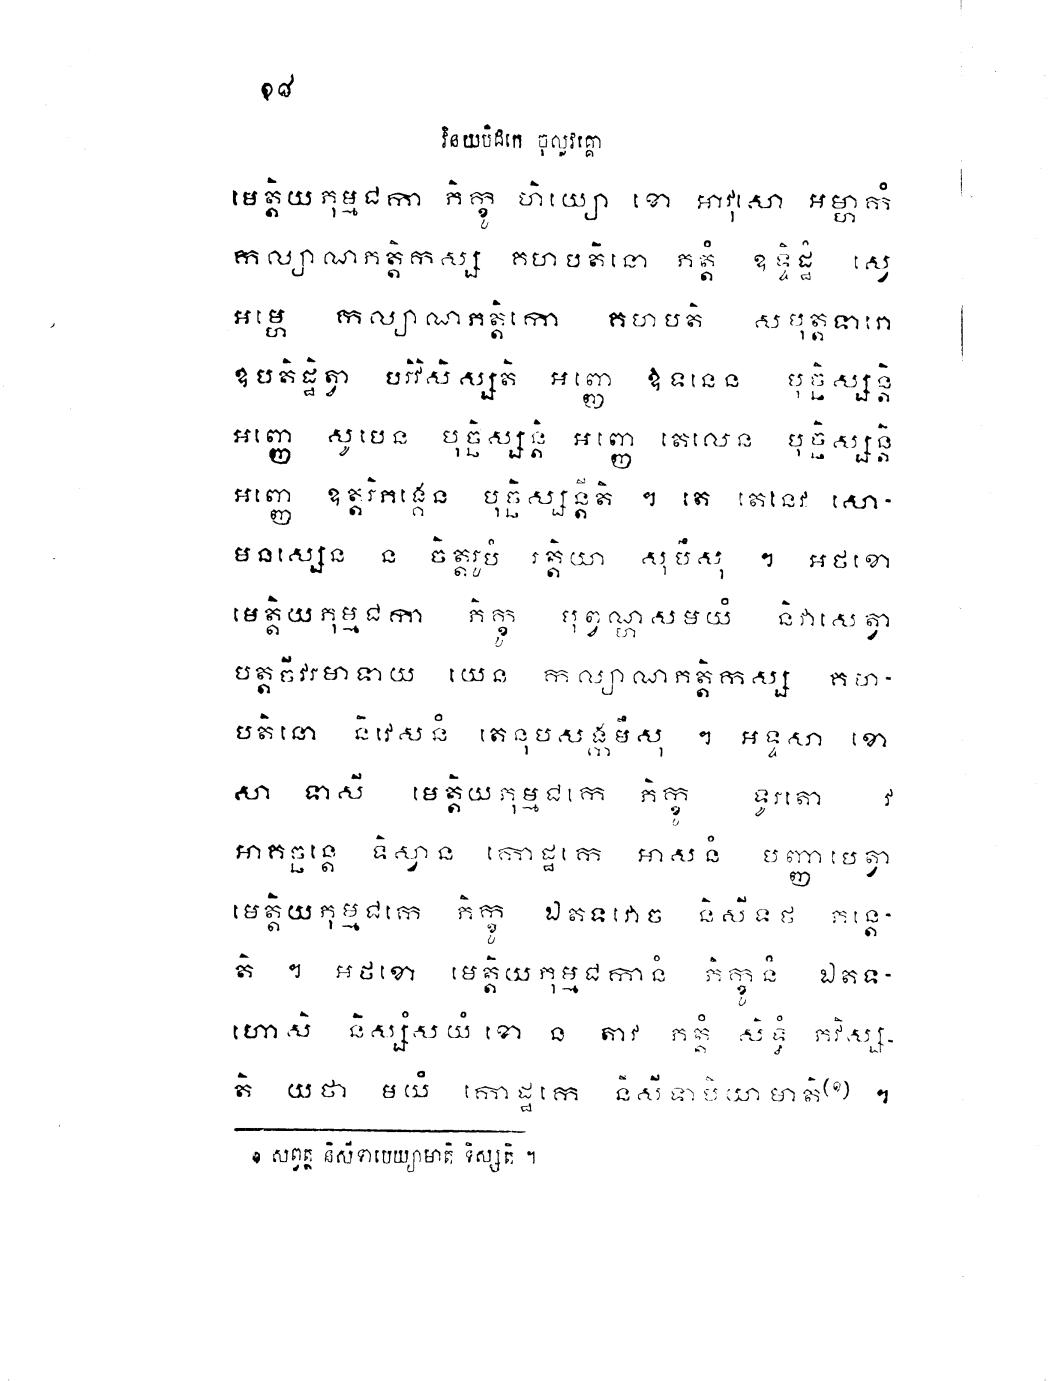 ១៨
វិនយបិដកេ ចុល្លវគ្គោ
មេត្តិយភុម្មជកា ភិក្ខូ ហិយ្យោ ខោ អាវុសោ អម្ហាកំ
កល្យាណភត្តិកស្ស គហបតិនោ ភត្តំ ឧទ្ទិដ្ឋំ ស្វេ
អម្ហេ កល្យាណភត្តិកោ គហបតិ សបុត្តទារោ
ឧបតិដ្ឋិត្វា បរិវិសិស្សតិ អញ្ញេ ឱទនេន បុច្ឆិស្សន្តិ
អញ្ញេ សូបេន បុច្ឆិស្សន្តិ អញ្ញេ តេលេន បុច្ឆិស្សន្តិ
អញ្ញេ ឧត្តរិភង្គេន បុច្ឆិស្សន្តីតិ ។ តេ តេនេវ សោ-
មនស្សេន ន ចិត្តរូបំ រត្តិយា សុបឹសុ ។ អថខោ
មេត្តិយភុម្មជកា ភិក្ខូ បុព្វណ្ហសមយំ និវាសេត្វា
បត្តចីវរមាទាយ យេន កល្យាណភត្តិកស្ស គហ-
បតិនោ និវេសនំ តេនុបសង្កមឹសុ ។ អទ្ទសា ខោ
សា ទាសី មេត្តិយភុម្មជកេ ភិក្ខូ ទូរតោ វ
អាគច្ឆន្តេ ទិស្វាន កោដ្ឋកេ អាសនំ បញ្ញាបេត្វា
មេត្តិយភុម្មជកេ ភិក្ខូ ឯតទវោច និសីទថ ភន្តេ-
តិ ។ អថខោ មេត្តិយភុម្មជកានំ ភិក្ខូនំ ឯតទ-
ហោសិ និស្សំសយំ ខោ ន តាវ ភត្តំ សិទ្ធំ ភវិស្ស-
តិ យថា មយំ កោដ្ឋកេ និសីទាបិយោមាតិ(១) ។
១ សព្វត្ថ និសីទាបេយ្យាមាតិ ទិស្សតិ ។